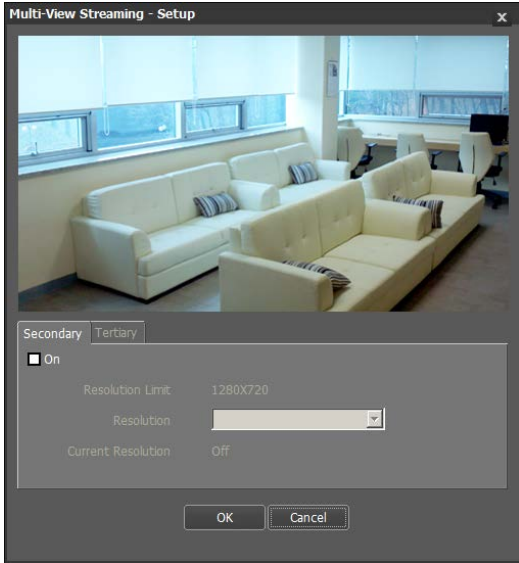 Multi-View Streaming - Setup
x
Secondary Tertiary
On
Resolution Limit 1280X720
Resolution
Current Resolution Off
OK Cancel